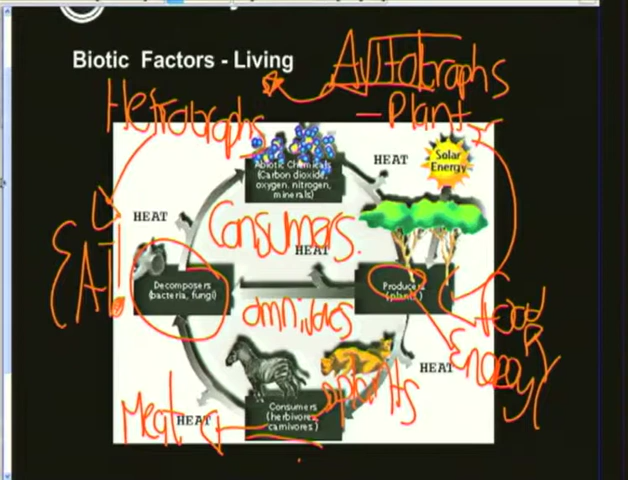 Biotic Factors - Living
Autotrophs
Hetrotrophs
- Plants
Abiotic Chemicals
(Carbon dioxide,
oxygen, nitrogen,
minerals)
HEAT
Solar
Energy
HEAT
Consumers.
HEAT
EAT!
Decomposers
(bacteria, fungi)
Producers
(plants)
Food
omnivores
Energy
HEAT
plants
Meat
HEAT
Consumers
(herbivores,
carnivores)